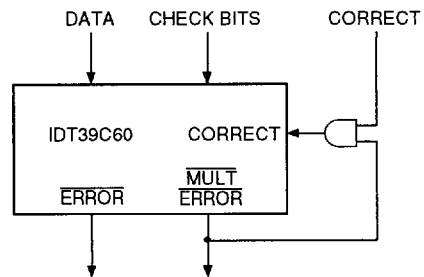 DATA CHECK BITS CORRECT
IDT39C60 CORRECT
ERROR MULT
ERROR